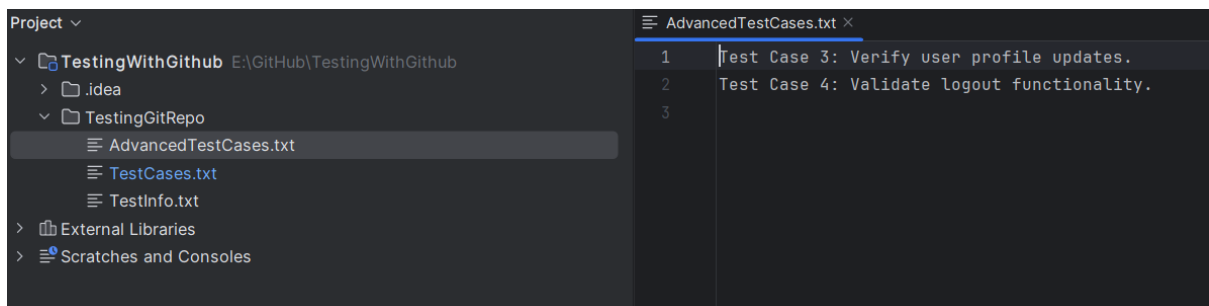 Project
TestingWithGithub E:\GitHub\TestingWithGithub
.idea
TestingGitRepo
AdvancedTestCases.txt
TestCases.txt
TestInfo.txt
External Libraries
Scratches and Consoles
AdvancedTestCases.txt
1 Test Case 3: Verify user profile updates.
2 Test Case 4: Validate logout functionality.
3